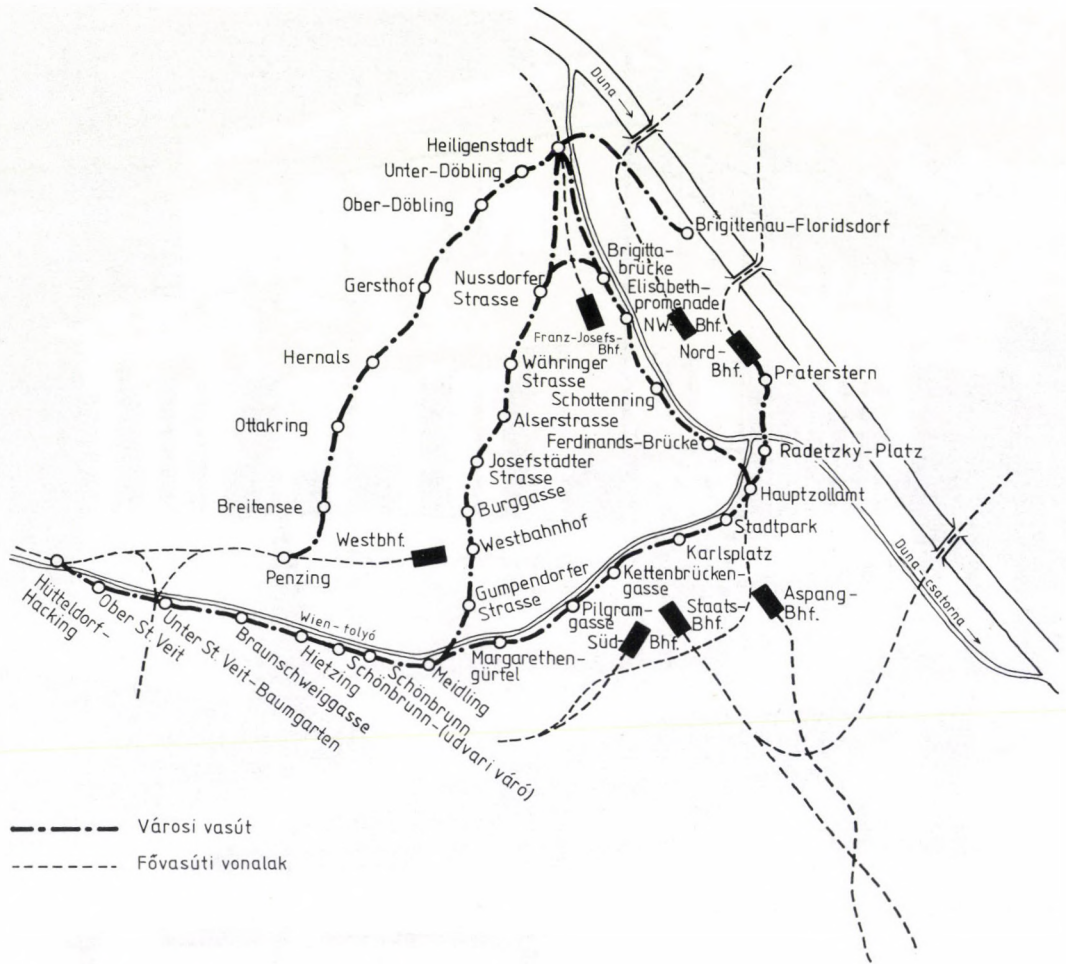 Duna →
Heiligenstadt
Unter-Döbling
Ober-Döbling
Brigittenau-Floridsdorf
Gersthof
Nussdorfer
Strasse
Brigitta-
brücke
Elisabeth-
promenade
NW. Bhf.
Franz-Josefs-
Bhf.
Nord-
Bhf.
Hernals
Währinger
Strasse
Praterstern
Schottenring
Ottakring
Alserstrasse
Ferdinands-Brücke
Radetzky-Platz
Josefstädter
Strasse
Hauptzollamt
Breitensee
Burggasse
Stadtpark
Westbhf.
Westbahnhof
Karlsplatz
Penzing
Kettenbrücken-
gasse
Gumpendorfer
Strasse
Pilgram-
gasse
Staats-
Bhf.
Aspang-
Bhf.
Süd-
Bhf.
Duna-csatorna →
Wien-folyó
Hütteldorf-
Hacking
Ober St. Veit
Unter St. Veit-Baumgarten
Braunschweiggasse
Hietzing
Schönbrunn-(udvari váró)
Schönbrunn
Meidling
Margarethen-
gürtel
Városi vasút
Fővasúti vonalak